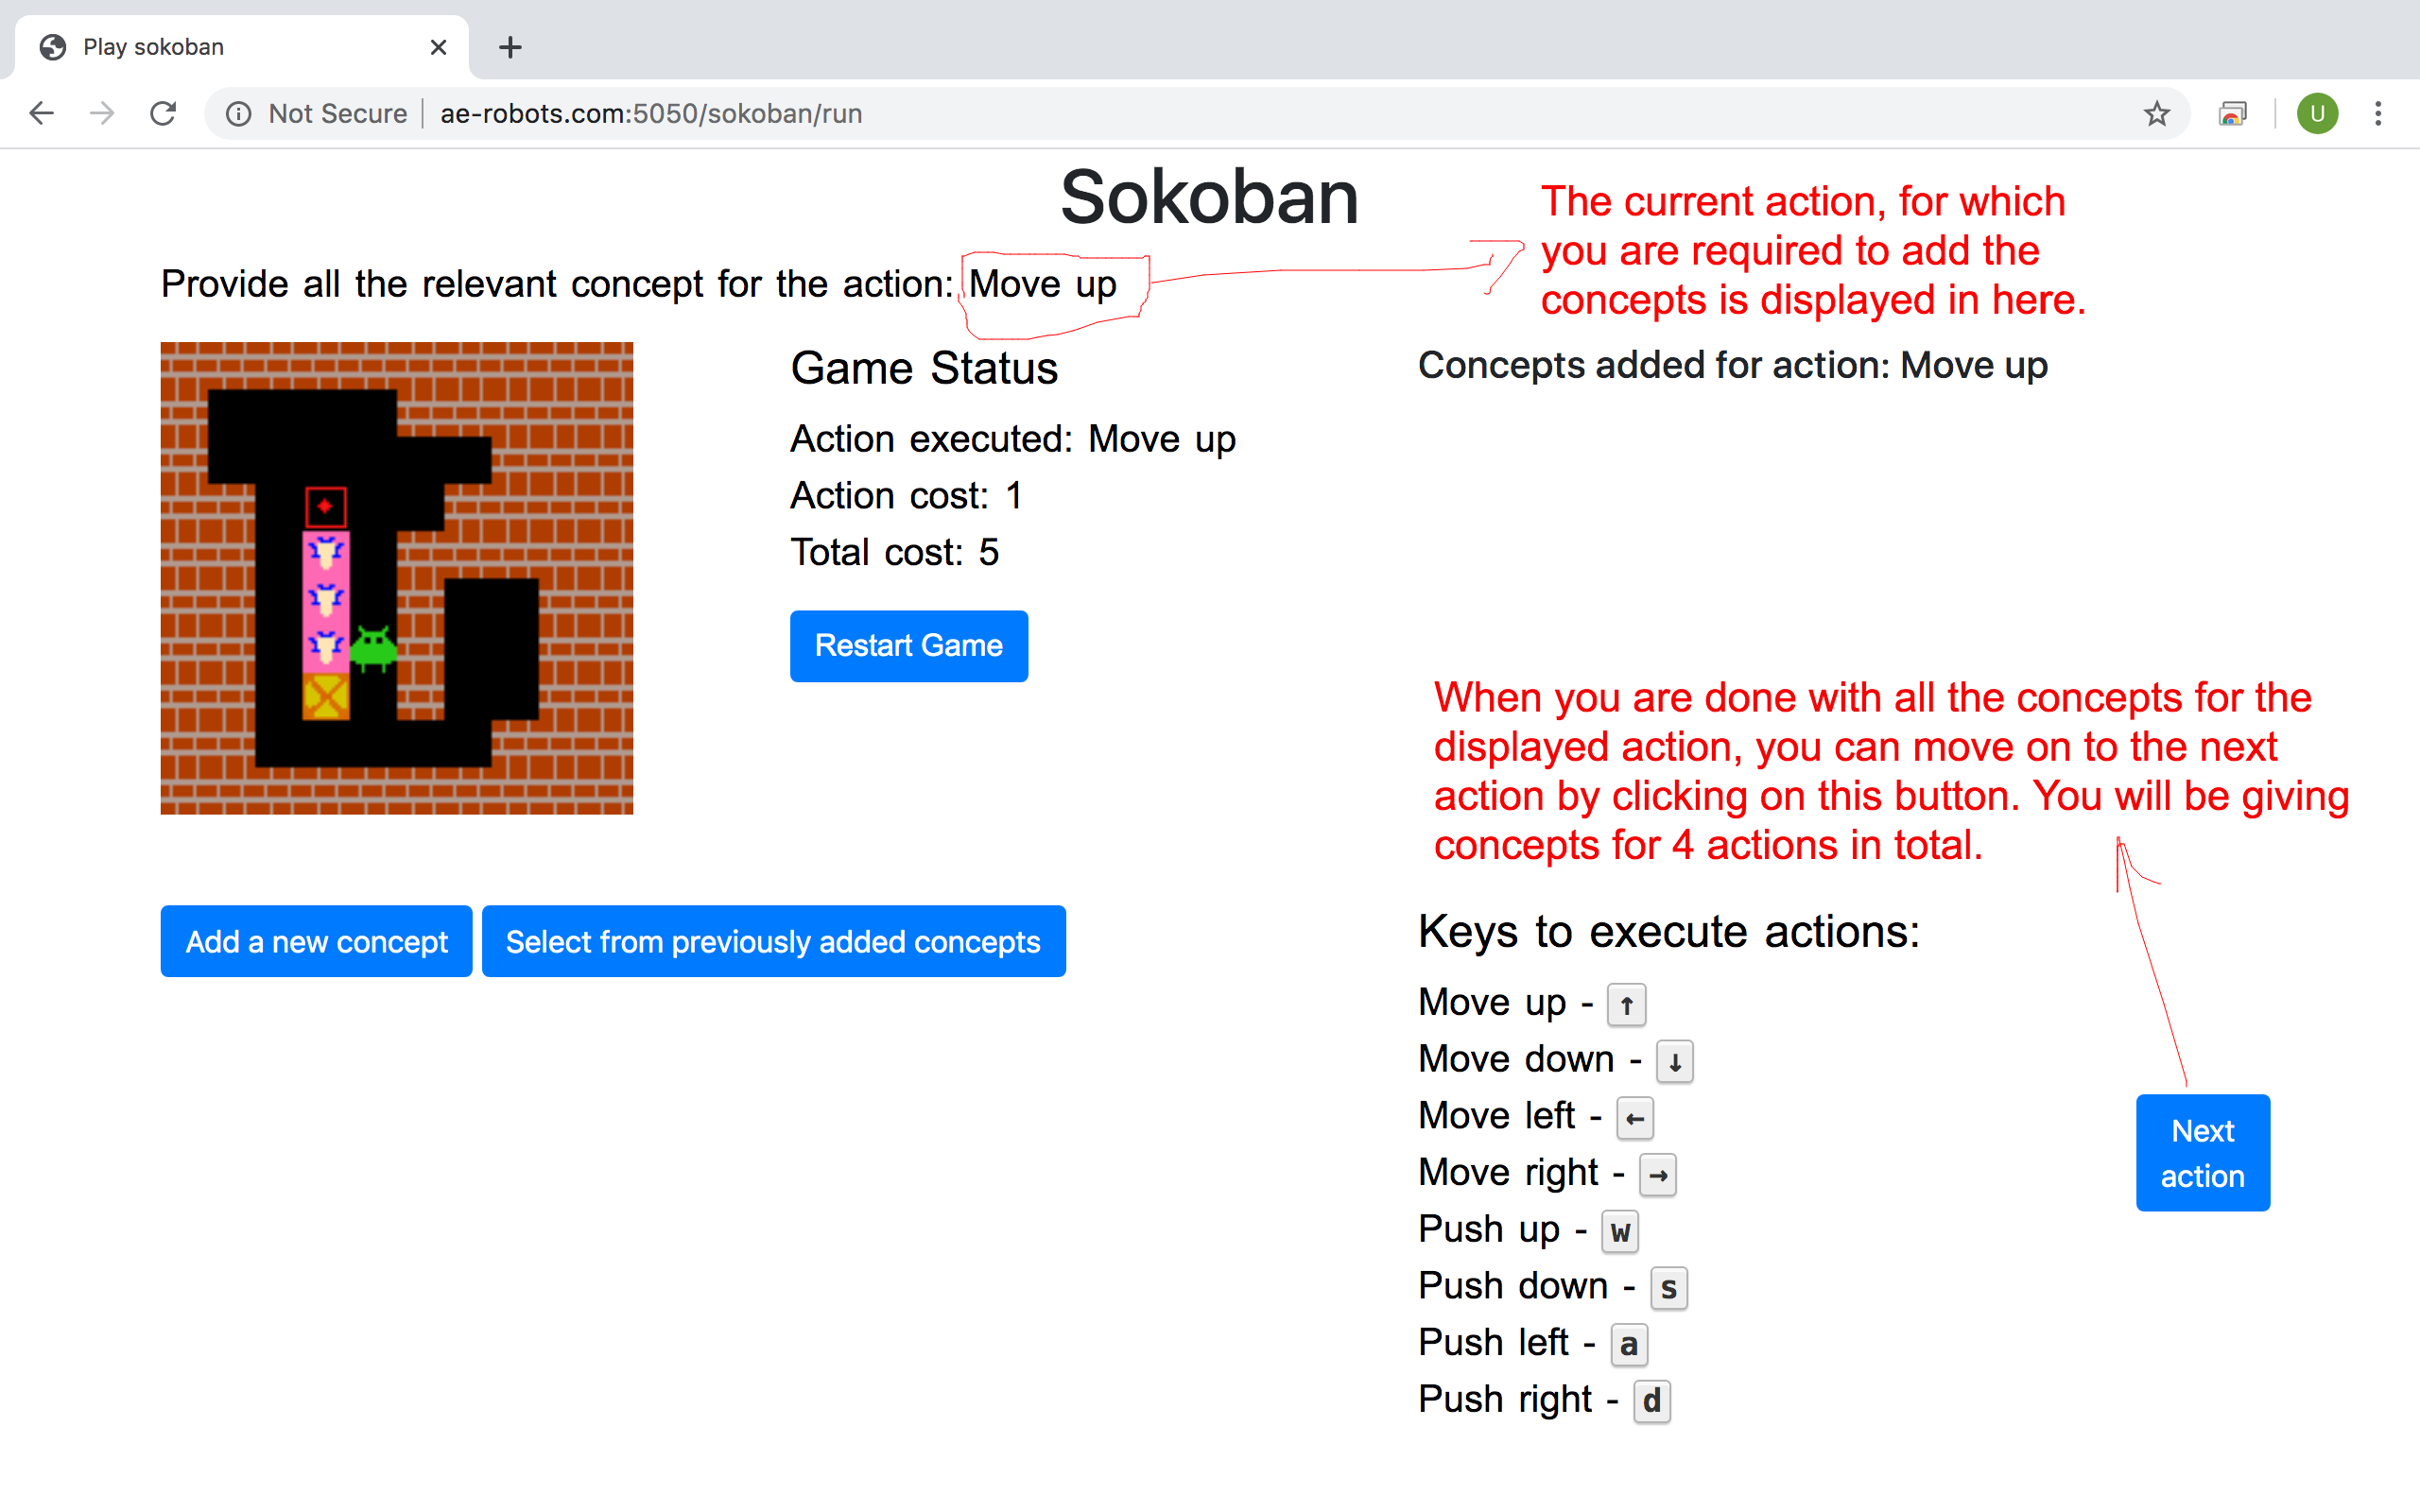 Play sokoban
Not Secure
ae-robots.com:5050/sokoban/run
U
Sokoban
Provide all the relevant concept for the action: Move up
The current action, for which
you are required to add the
concepts is displayed in here.
Game Status
Action executed: Move up
Action cost: 1
Total cost: 5
Restart Game
Concepts added for action: Move up
When you are done with all the concepts for the
displayed action, you can move on to the next
action by clicking on this button. You will be giving
concepts for 4 actions in total.
Add a new concept
Select from previously added concepts
Keys to execute actions:
Move up - ↑
Move down - ↓
Move left - ←
Move right - →
Push up - w
Push down - s
Push left - a
Push right - d
Next
action